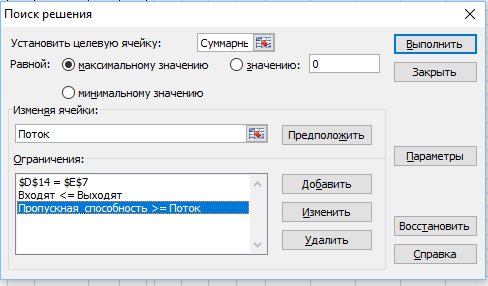 Поиск решения
Установить целевую ячейку: Суммарнь Выполнить
Равной: максимальному значению значению: 0 Закрыть
минимальному значению
Изменяя ячейки:
Поток Предположить
Ограничения: Параметры
$D$14 = $E$7 Добавить
Входят <= Выходят
Пропускная_способность >= Поток Изменить
Восстановить
Удалить
Справка